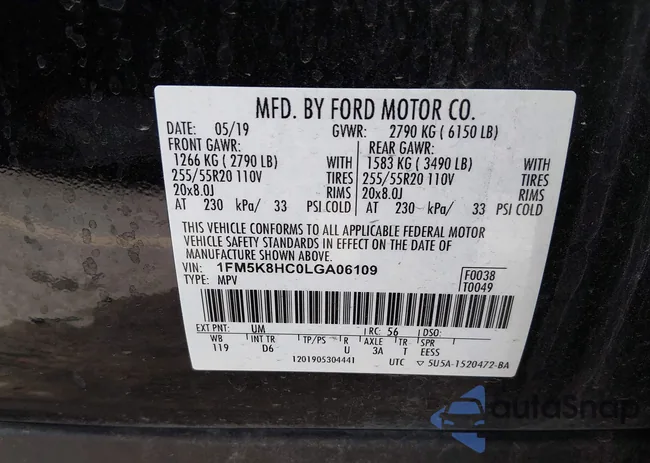 MFD. BY FORD MOTOR CO.
DATE: 05/19 GVWR: 2790 KG ( 6150 LB)
FRONT GAWR: REAR GAWR:
1266 KG ( 2790 LB) WITH 1583 KG ( 3490 LB) WITH
255/55R20 110V TIRES 255/55R20 110V TIRES
20x8.0J RIMS 20x8.0J RIMS
AT 230 kPa/ 33 PSI COLD AT 230 kPa/ 33 PSI COLD
THIS VEHICLE CONFORMS TO ALL APPLICABLE FEDERAL MOTOR
VEHICLE SAFETY STANDARDS IN EFFECT ON THE DATE OF
MANUFACTURE SHOWN ABOVE.
VIN: 1FM5K8HC0LGA06109 F0038
TYPE: MPV T0049
EXT PNT: UM RC: 56 DSO:
WB INT TR TP/PS R AXLE TR SPR
119 D6 U 3A T EESS
1201905304441 UTC ▽ 5U5A-1520472-BA
autoSnap